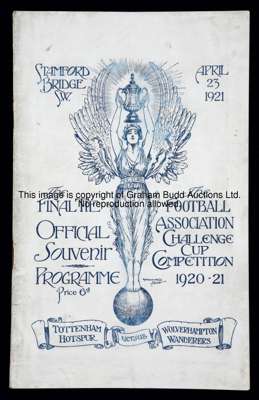 STAMFORD
BRIDGE
S.W.
APRIL
23
1921
This image is copyright of Graham Budd Auctions Ltd.
No reproduction allowed.
FINAL TIE
OFFICIAL
SOUVENIR
PROGRAMME
Price 6d
FOOTBALL
ASSOCIATION
CHALLENGE
CUP
COMPETITION
1920-21
TOTTENHAM
HOTSPUR
versus
WOLVERHAMPTON
WANDERERS